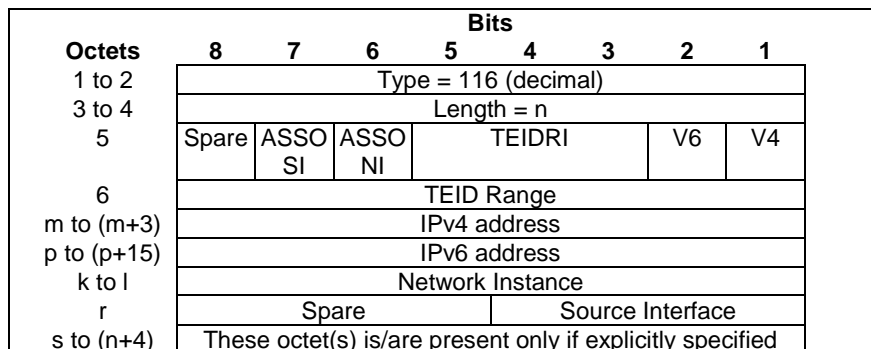 Bits
Octets 8 7 6 5 4 3 2 1
1 to 2 Type = 116 (decimal)
3 to 4 Length = n
5 Spare ASSO ASSO TEIDRI V6 V4
SI NI
6 TEID Range
m to (m+3) IPv4 address
p to (p+15) IPv6 address
k to l Network Instance
r Spare Source Interface
s to (n+4) These octet(s) is/are present only if explicitly specified